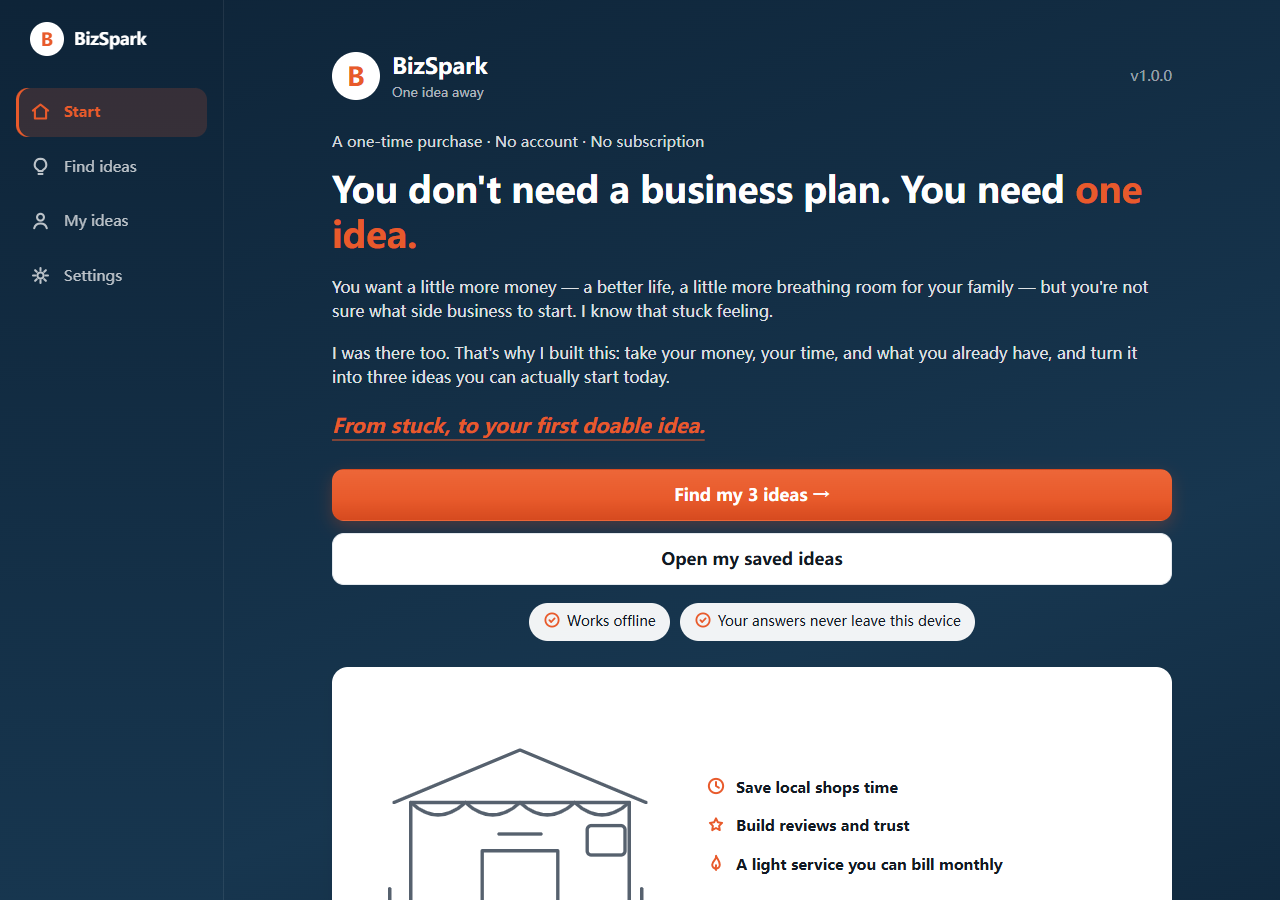 B BizSpark
Start
Find ideas
My ideas
Settings
B BizSpark
One idea away
v1.0.0
A one-time purchase · No account · No subscription
You don't need a business plan. You need one
idea.
You want a little more money — a better life, a little more breathing room for your family — but you're not
sure what side business to start. I know that stuck feeling.
I was there too. That's why I built this: take your money, your time, and what you already have, and turn it
into three ideas you can actually start today.
From stuck, to your first doable idea.
Find my 3 ideas →
Open my saved ideas
Works offline
Your answers never leave this device
Save local shops time
Build reviews and trust
A light service you can bill monthly